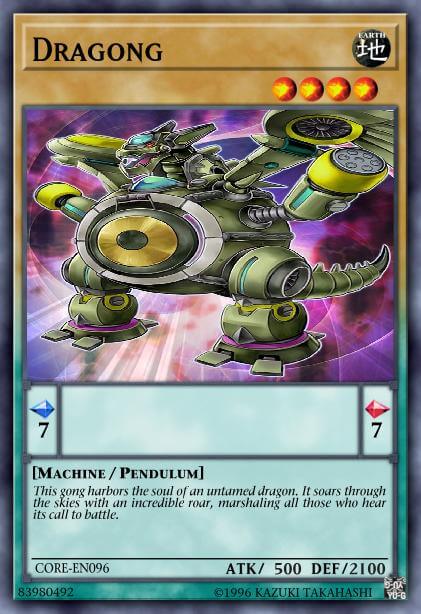 DRAGONG
EARTH
地
7
7
[MACHINE / PENDULUM]
This gong harbors the soul of an untamed dragon. It soars through
the skies with an incredible roar, marshaling all those who hear
its call to battle.
CORE-EN096
ATK/ 500 DEF/2100
83980492
©1996 KAZUKI TAKAHASHI